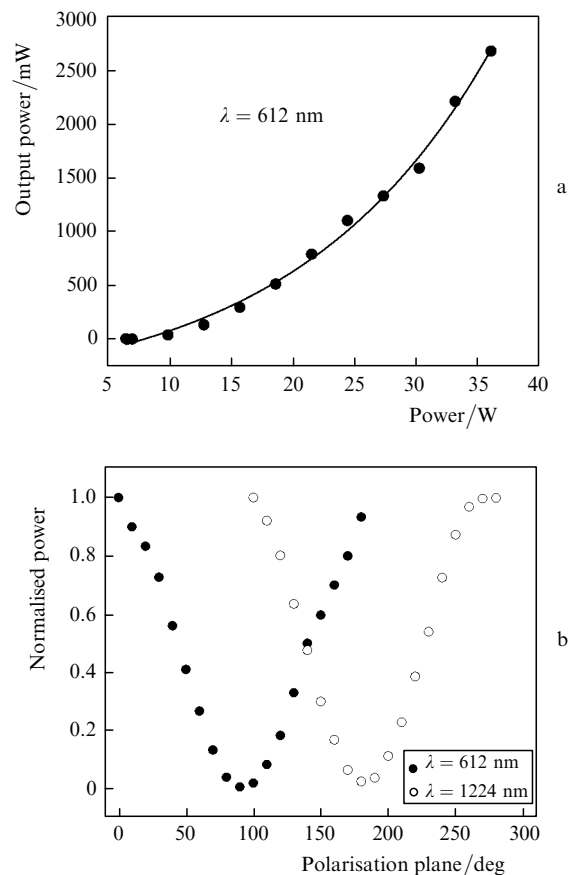 3000
2500
2000
1500
1000
500
0
Output power/mW
λ = 612 nm
a
5 10 15 20 25 30 35 40
Power/W
1.0
0.8
0.6
0.4
0.2
0
Normalised power
b
λ = 612 nm
λ = 1224 nm
0 50 100 150 200 250 300
Polarisation plane/deg